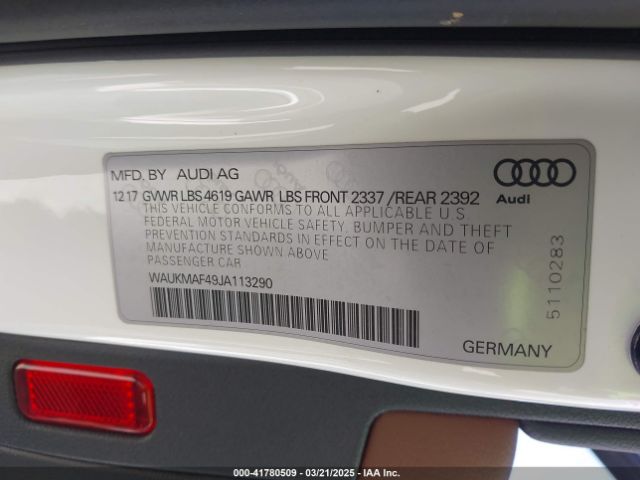 MFD. BY AUDI AG
Audi
12 17 GVWR LBS 4619 GAWR LBS FRONT 2337 /REAR 2392
THIS VEHICLE CONFORMS TO ALL APPLICABLE U.S.
FEDERAL MOTOR VEHICLE SAFETY, BUMPER AND THEFT
PREVENTION STANDARDS IN EFFECT ON THE DATE OF
MANUFACTURE SHOWN ABOVE
PASSENGER CAR
WAUKMAF49JA113290
5110283
GERMANY
000-41780509 — 03/21/2025 — IAA Inc.